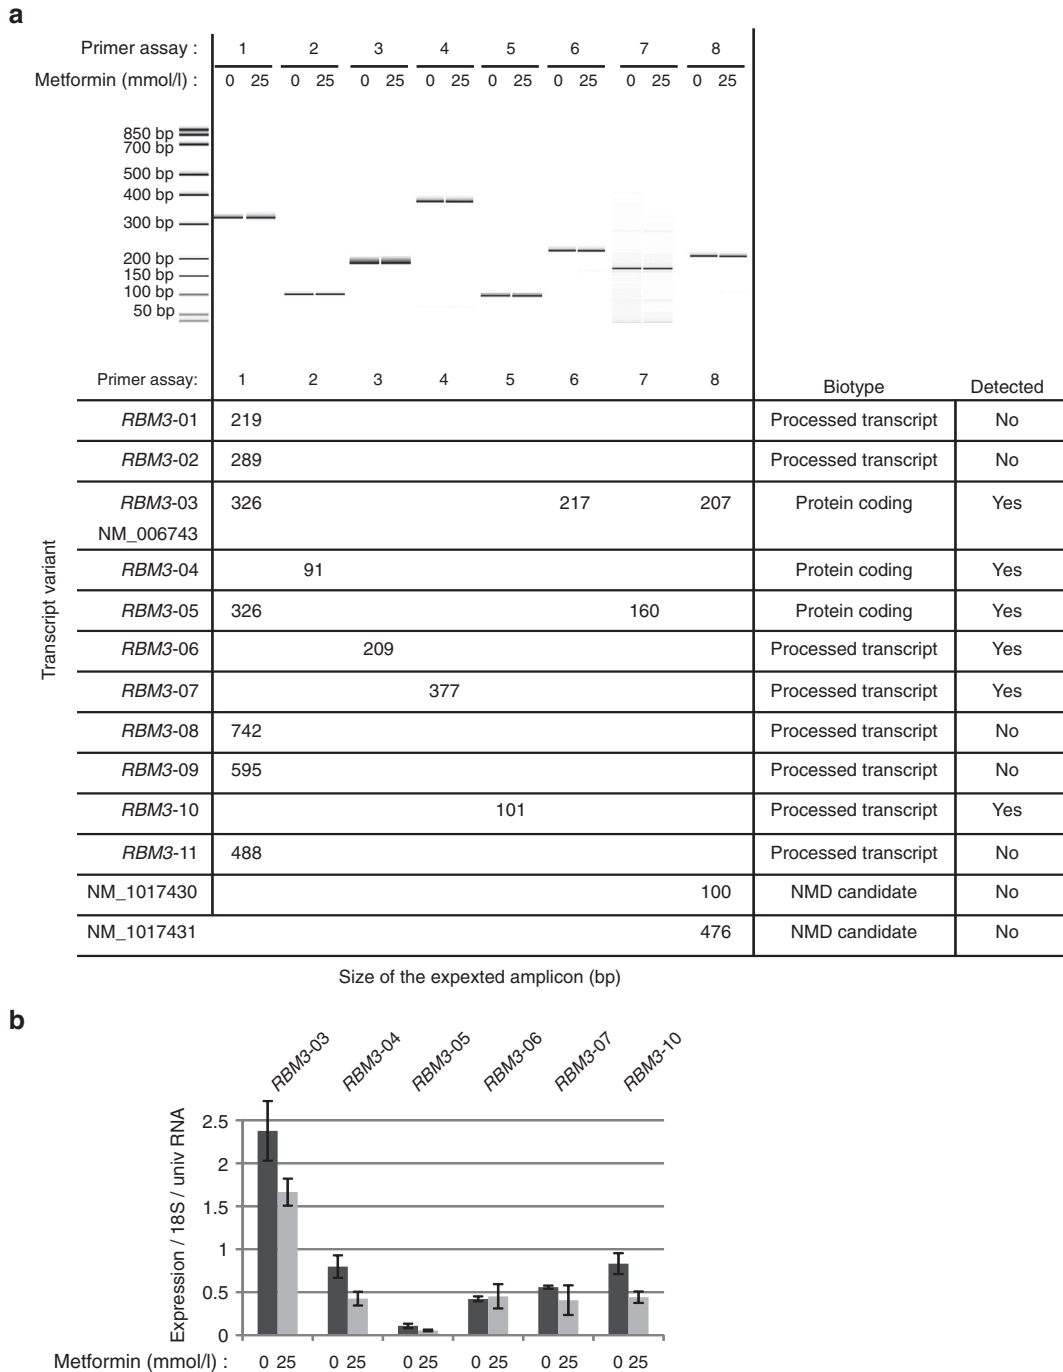 a
Primer assay : 1 2 3 4 5 6 7 8
Metformin (mmol/l) : 0 25 0 25 0 25 0 25 0 25 0 25 0 25 0 25
850 bp
700 bp
500 bp
400 bp
300 bp
200 bp
150 bp
100 bp
50 bp
Primer assay: 1 2 3 4 5 6 7 8 Biotype Detected
Transcript variant
RBM3-01 219 Processed transcript No
RBM3-02 289 Processed transcript No
RBM3-03 326 217 207 Protein coding Yes
NM_006743
RBM3-04 91 Protein coding Yes
RBM3-05 326 160 Protein coding Yes
RBM3-06 209 Processed transcript Yes
RBM3-07 377 Processed transcript Yes
RBM3-08 742 Processed transcript No
RBM3-09 595 Processed transcript No
RBM3-10 101 Processed transcript Yes
RBM3-11 488 Processed transcript No
NM_1017430 100 NMD candidate No
NM_1017431 476 NMD candidate No
Size of the expexted amplicon (bp)
b
RBM3-03 RBM3-04 RBM3-05 RBM3-06 RBM3-07 RBM3-10
Expression / 18S / univ RNA
2.5
2
1.5
1
0.5
0
Metformin (mmol/l) : 0 25 0 25 0 25 0 25 0 25 0 25